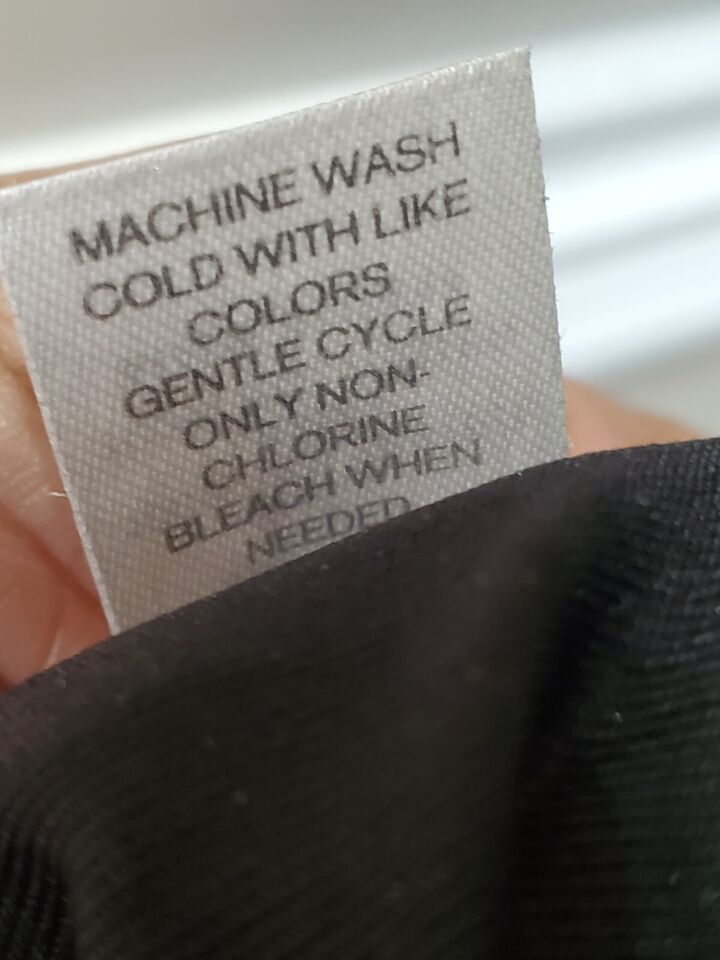 MACHINE WASH
COLD WITH LIKE
COLORS
GENTLE CYCLE
ONLY NON-
CHLORINE
BLEACH WHEN
NEEDED